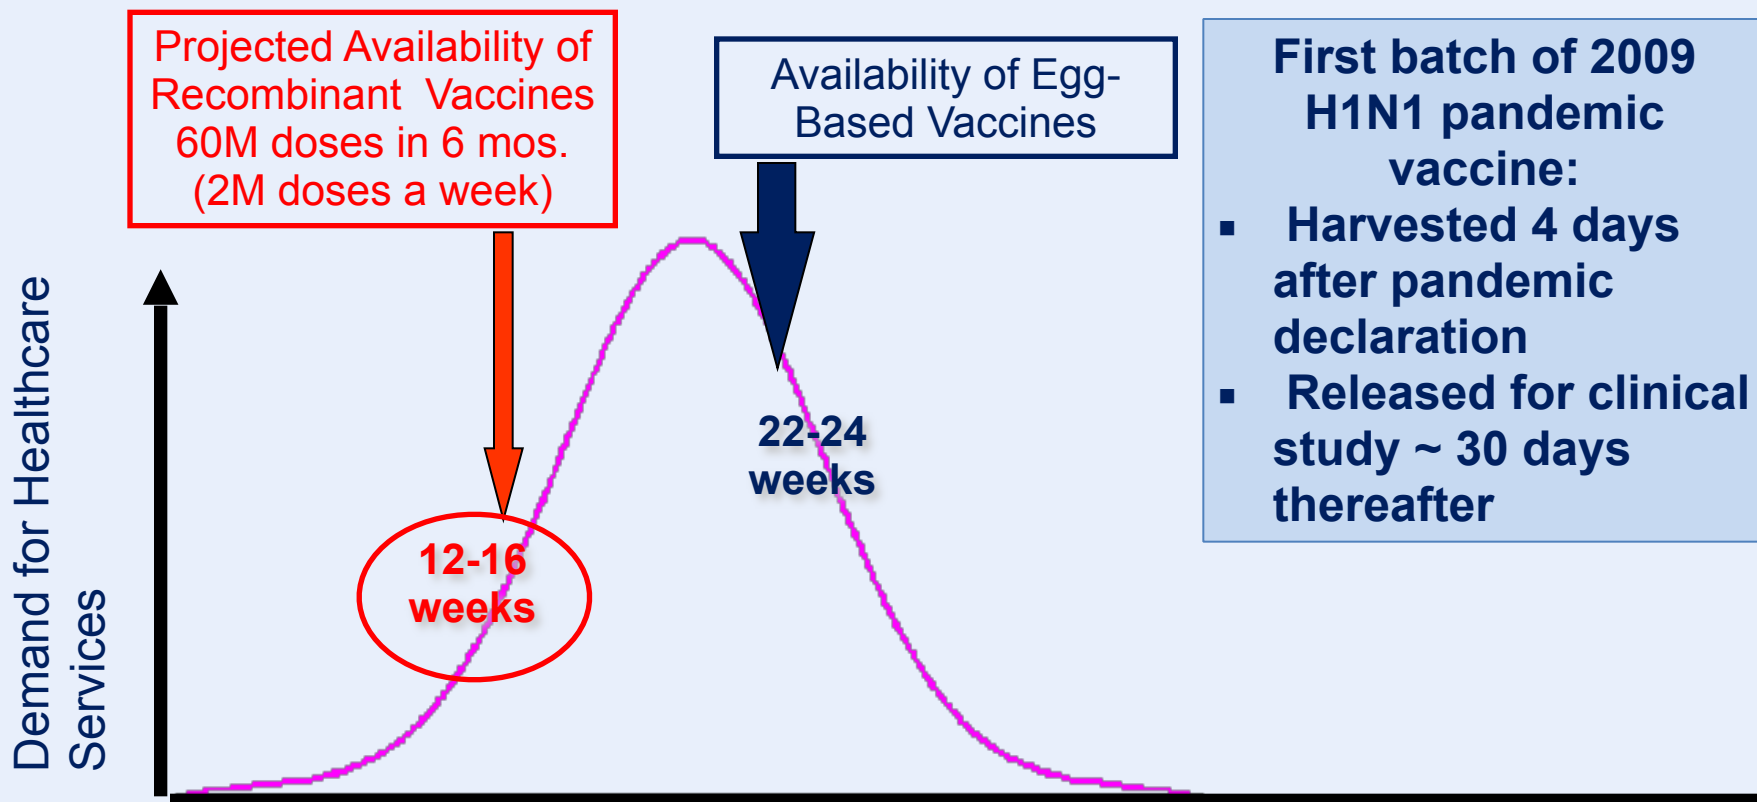 Projected Availability of
Recombinant Vaccines
60M doses in 6 mos.
(2M doses a week)
Availability of Egg-
Based Vaccines
First batch of 2009
H1N1 pandemic
vaccine:
▪ Harvested 4 days
after pandemic
declaration
▪ Released for clinical
study ~ 30 days
thereafter
Demand for Healthcare
Services
22-24
weeks
12-16
weeks